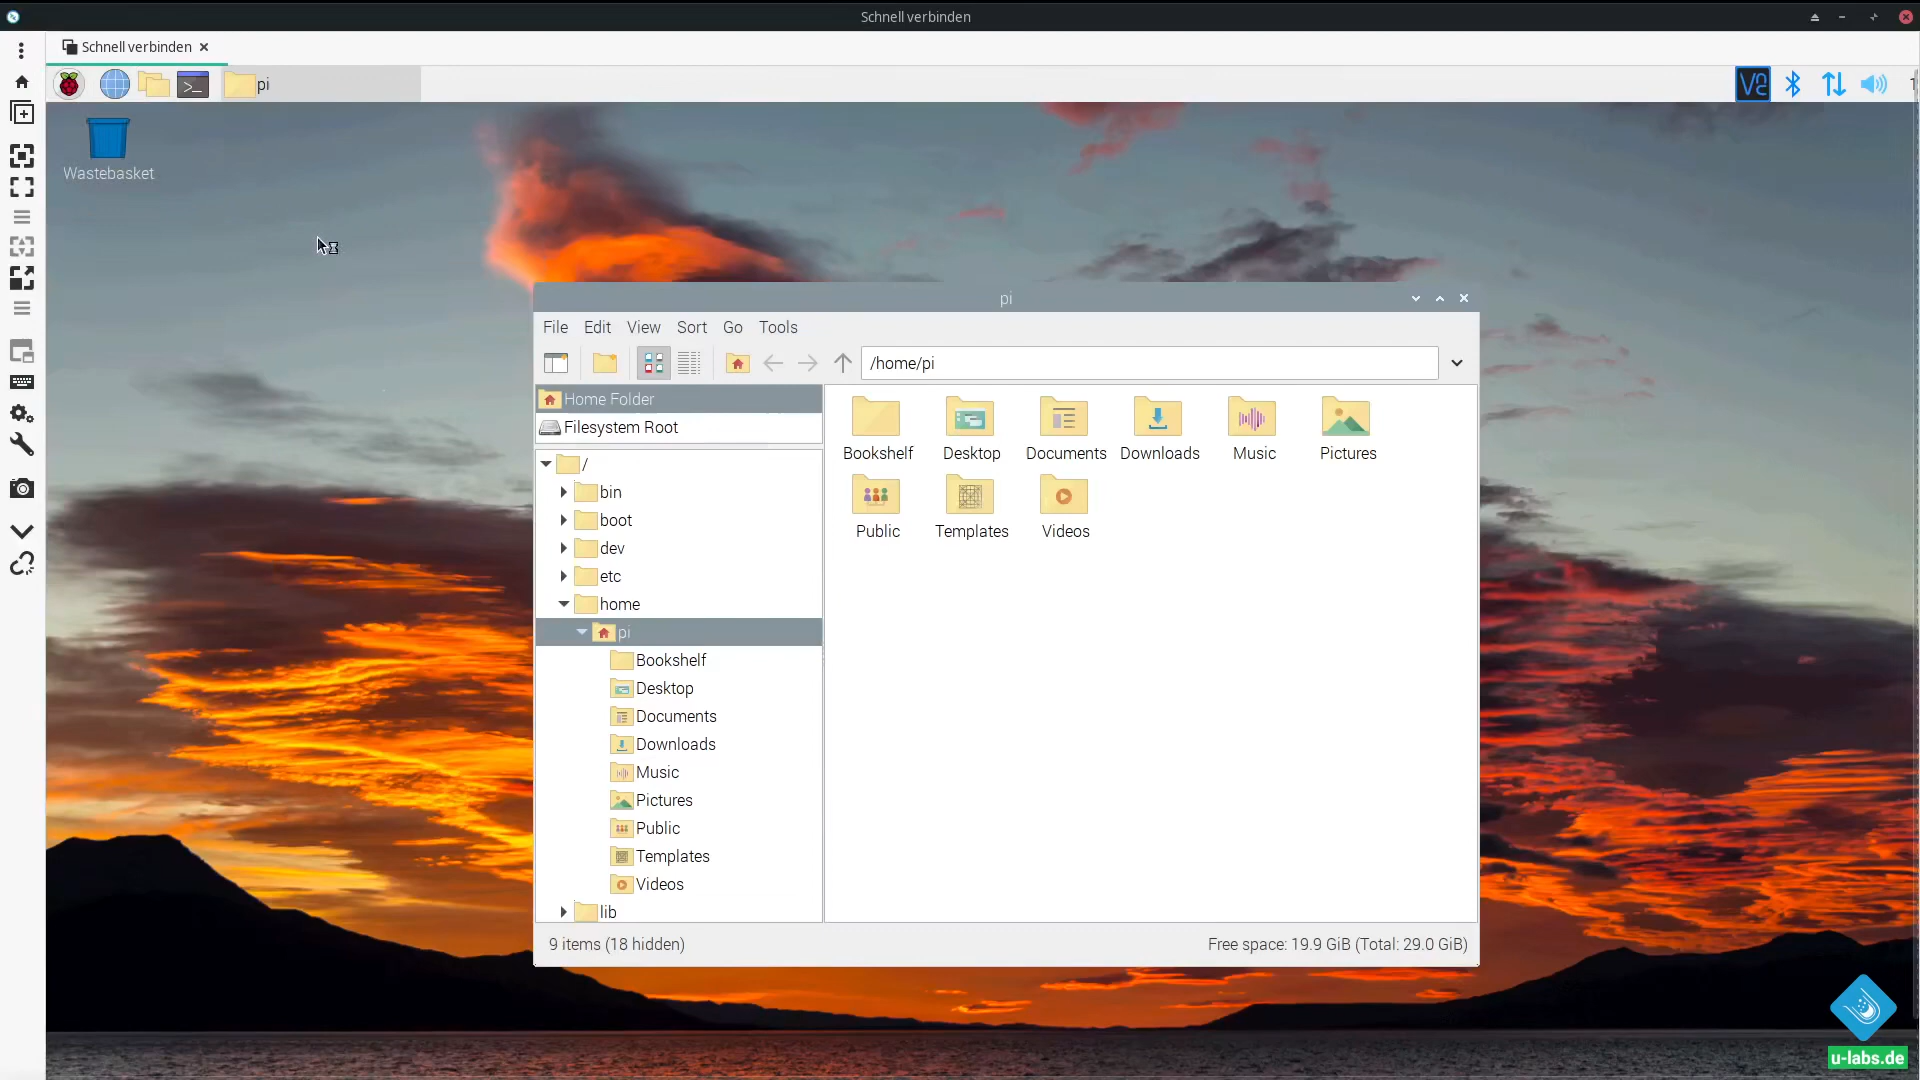 Schnell verbinden
Schnell verbinden
pi
Wastebasket
pi
File Edit View Sort Go Tools
/home/pi
Home Folder
Filesystem Root
/
bin
boot
dev
etc
home
pi
Bookshelf
Desktop
Documents
Downloads
Music
Pictures
Public
Templates
Videos
lib
Bookshelf Desktop Documents Downloads Music Pictures
Public Templates Videos
9 items (18 hidden)
Free space: 19.9 GiB (Total: 29.0 GiB)
u-labs.de